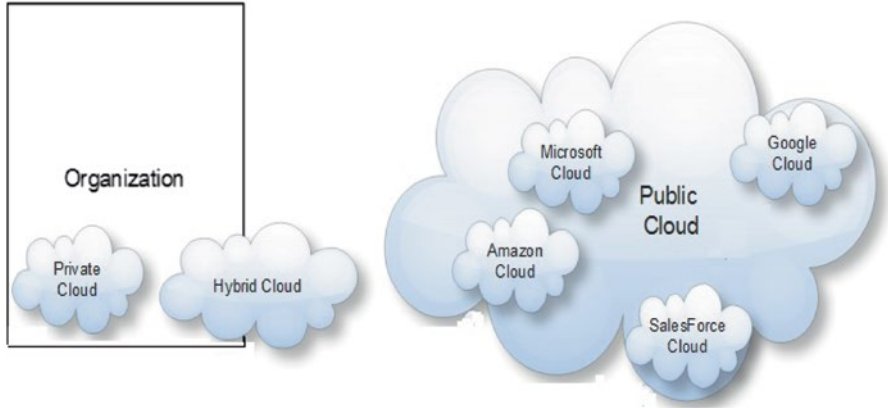 Organization
Private
Cloud
Hybrid Cloud
Microsoft
Cloud
Google
Cloud
Public
Cloud
Amazon
Cloud
SalesForce
Cloud